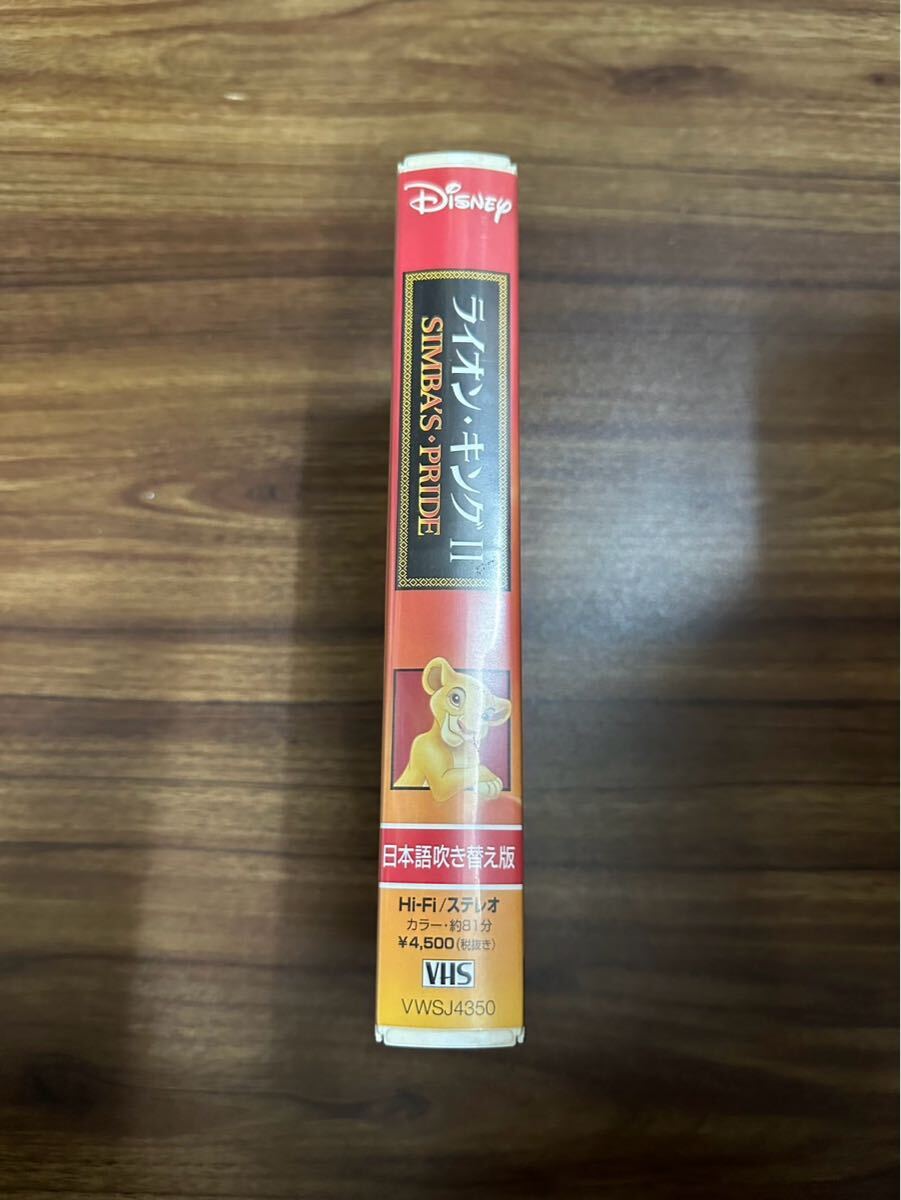 Disney
ライオン・キングII
SIMBA'S・PRIDE
日本語吹き替え版
Hi-Fi/ステレオ
カラー・約81分
¥4,500(税抜き)
VHS
VWSJ4350